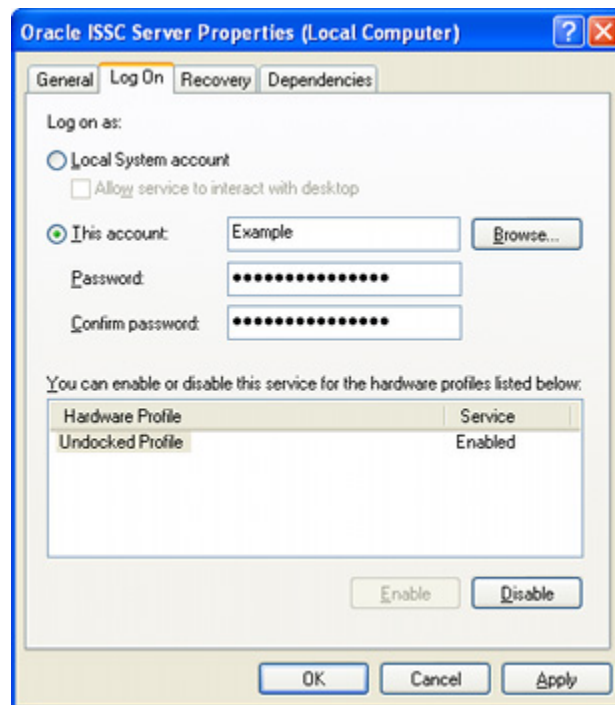 Oracle ISSC Server Properties (Local Computer)
General Log On Recovery Dependencies
Log on as:
Local System account
Allow service to interact with desktop
This account: Example Browse...
Password: •••••••••••••••
Confirm password: •••••••••••••••
You can enable or disable this service for the hardware profiles listed below:
Hardware Profile Service
Undocked Profile Enabled
Enable Disable
OK Cancel Apply